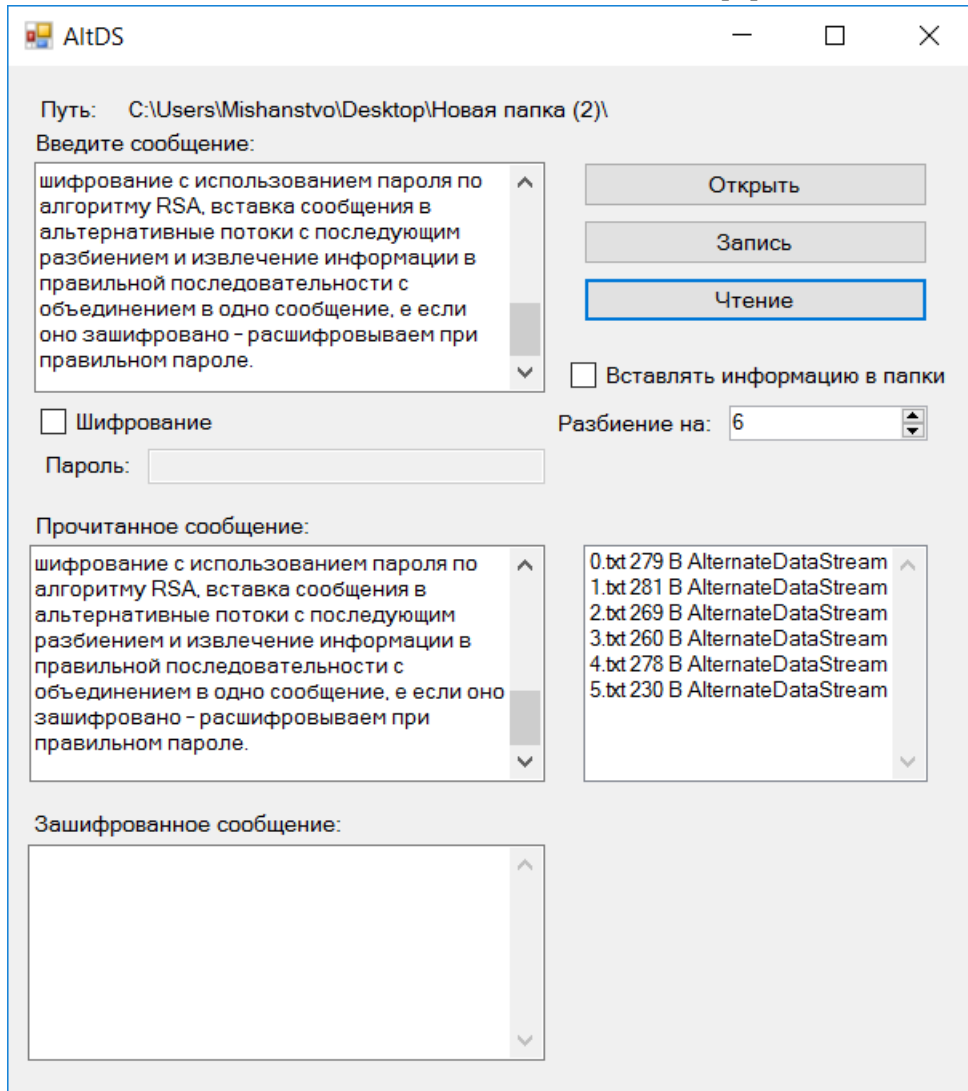 AltDS
Путь: C:\Users\Mishanstvo\Desktop\Новая папка (2)\
Введите сообщение:
шифрование с использованием пароля по
алгоритму RSA, вставка сообщения в
альтернативные потоки с последующим
разбиением и извлечение информации в
правильной последовательности с
объединением в одно сообщение, е если
оно зашифровано – расшифровываем при
правильном пароле.
Открыть
Запись
Чтение
Вставлять информацию в папки
Шифрование
Разбиение на: 6
Пароль:
Прочитанное сообщение:
шифрование с использованием пароля по
алгоритму RSA, вставка сообщения в
альтернативные потоки с последующим
разбиением и извлечение информации в
правильной последовательности с
объединением в одно сообщение, е если оно
зашифровано – расшифровываем при
правильном пароле.
0.txt 279 B AlternateDataStream
1.txt 281 B AlternateDataStream
2.txt 269 B AlternateDataStream
3.txt 260 B AlternateDataStream
4.txt 278 B AlternateDataStream
5.txt 230 B AlternateDataStream
Зашифрованное сообщение: